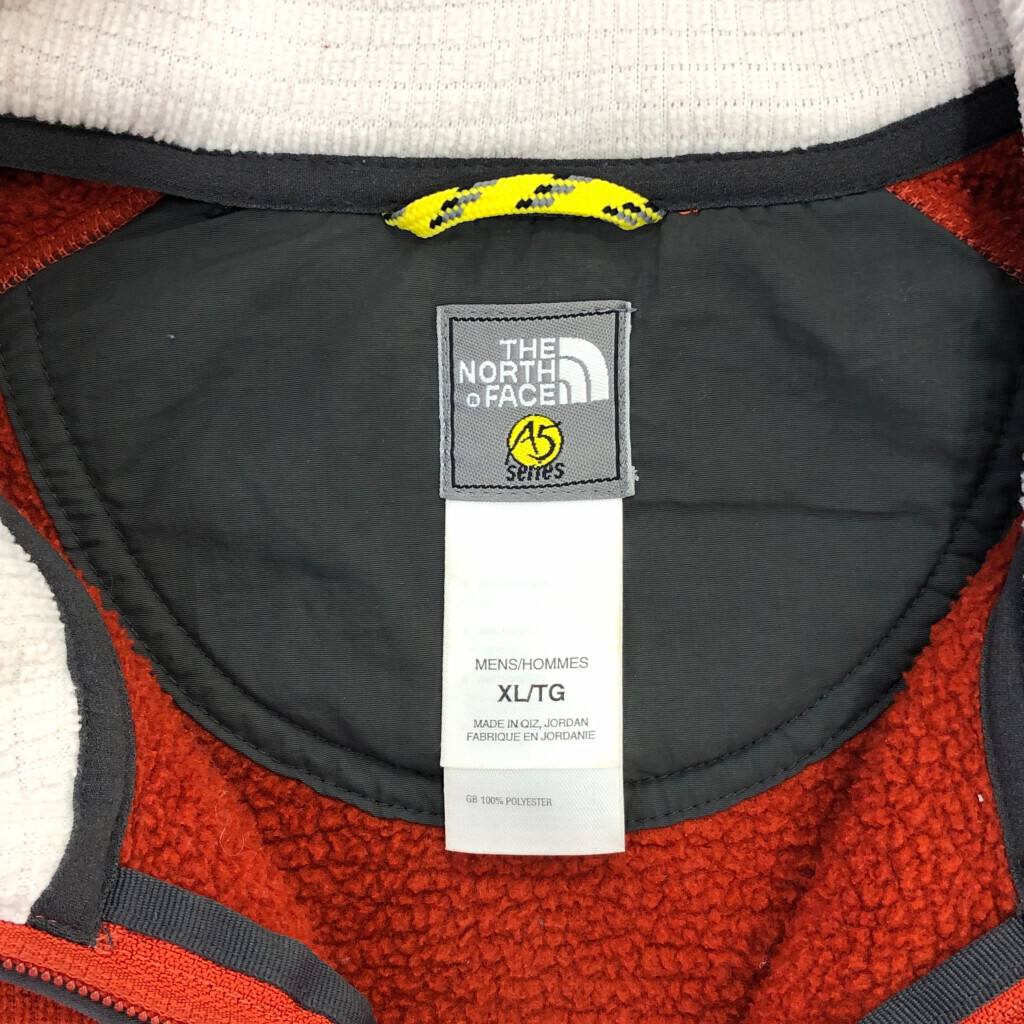 THE
NORTH
® FACE
A5
series
MENS/HOMMES
XL/TG
MADE IN QIZ, JORDAN
FABRIQUE EN JORDANIE
GB 100% POLYESTER